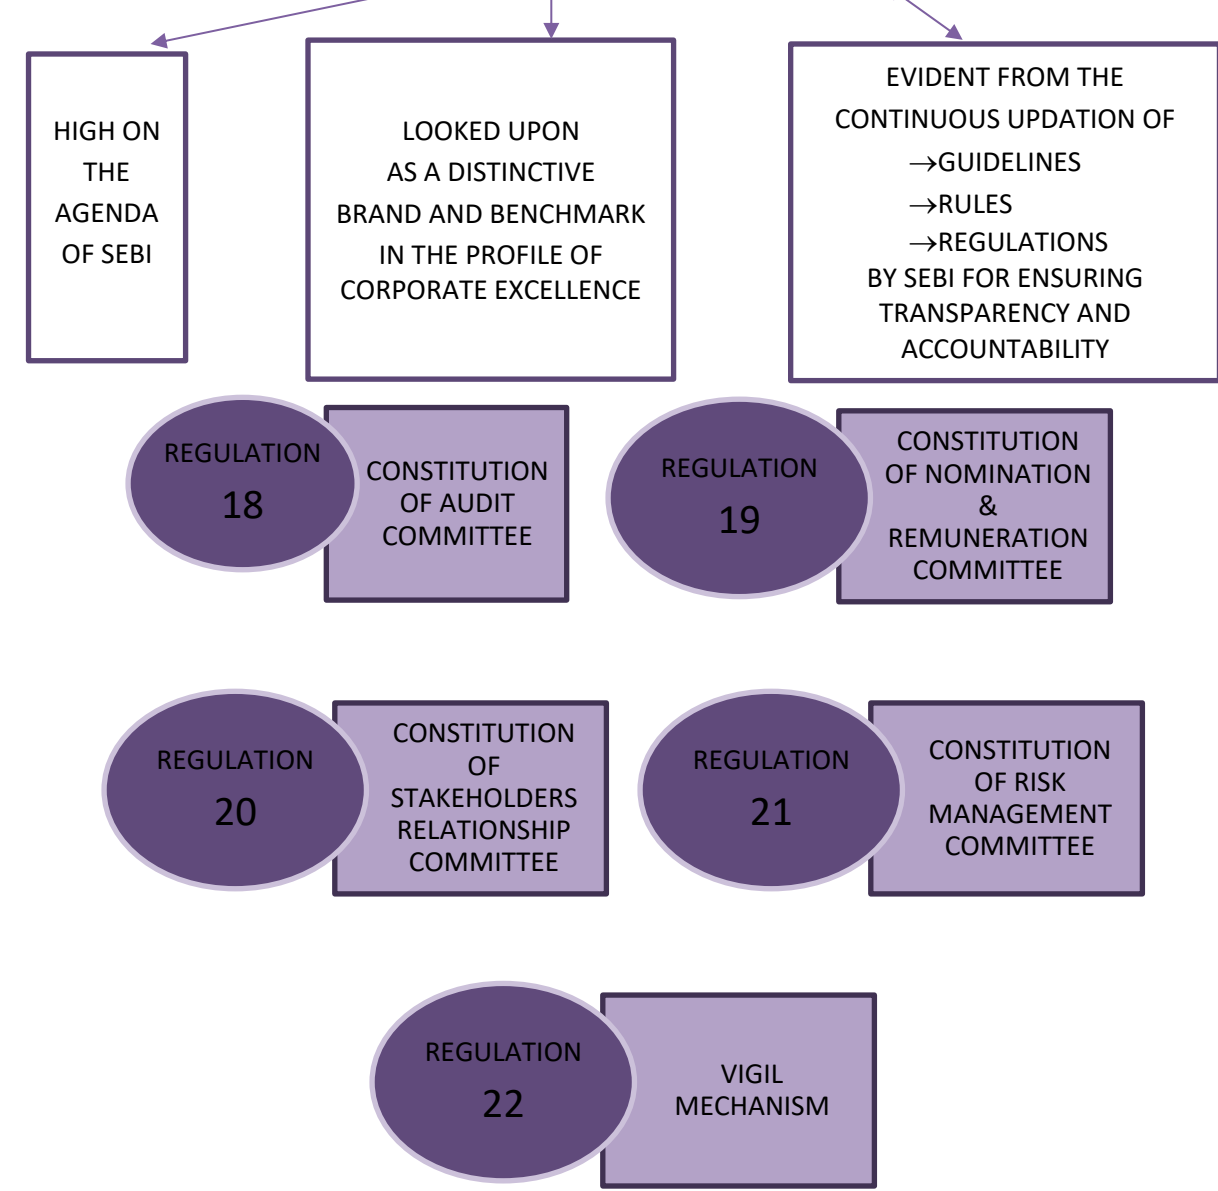 HIGH ON
THE
AGENDA
OF SEBI
LOOKED UPON
AS A DISTINCTIVE
BRAND AND BENCHMARK
IN THE PROFILE OF
CORPORATE EXCELLENCE
EVIDENT FROM THE
CONTINUOUS UPDATION OF
→GUIDELINES
→RULES
→REGULATIONS
BY SEBI FOR ENSURING
TRANSPARENCY AND
ACCOUNTABILITY
REGULATION
18
CONSTITUTION
OF AUDIT
COMMITTEE
REGULATION
19
CONSTITUTION
OF NOMINATION
&
REMUNERATION
COMMITTEE
REGULATION
20
CONSTITUTION
OF
STAKEHOLDERS
RELATIONSHIP
COMMITTEE
REGULATION
21
CONSTITUTION
OF RISK
MANAGEMENT
COMMITTEE
REGULATION
22
VIGIL
MECHANISM